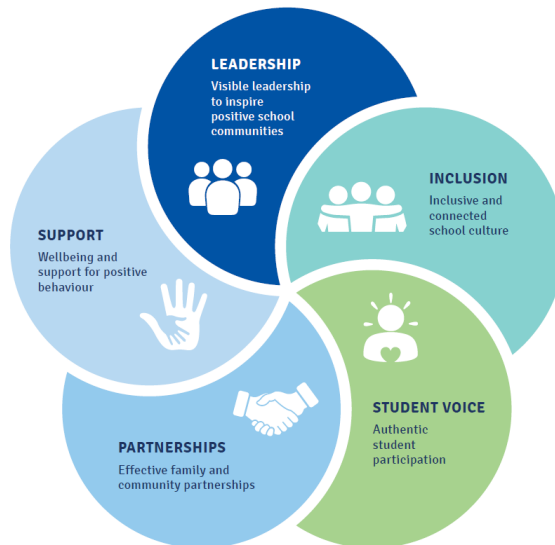 LEADERSHIP
Visible leadership
to inspire
positive school
communities
INCLUSION
Inclusive and
connected
school culture
STUDENT VOICE
Authentic
student
participation
PARTNERSHIPS
Effective family and
community partnerships
SUPPORT
Wellbeing and
support for positive
behaviour